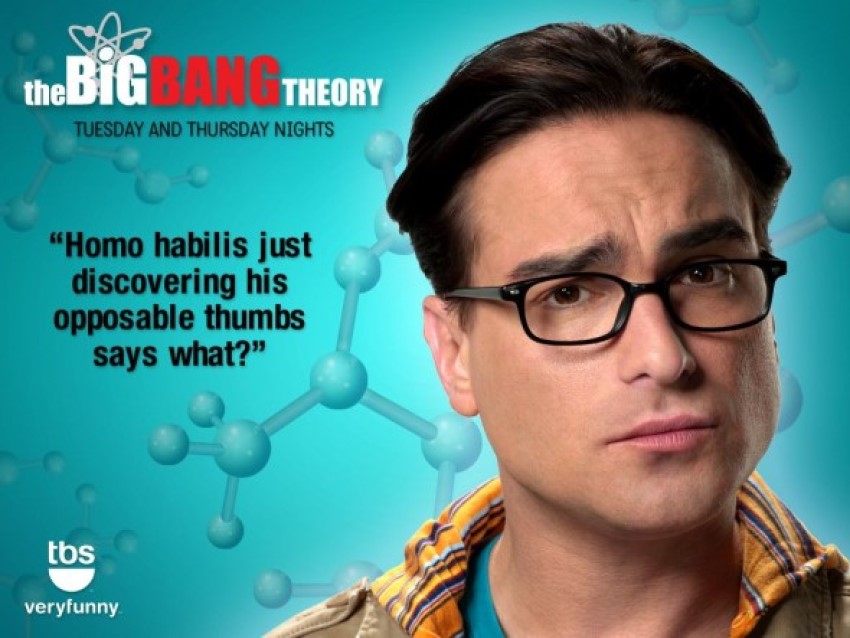 the BIG BANG THEORY
TUESDAY AND THURSDAY NIGHTS
“Homo habilis just
discovering his
opposable thumbs
says what?”
tbs
veryfunny